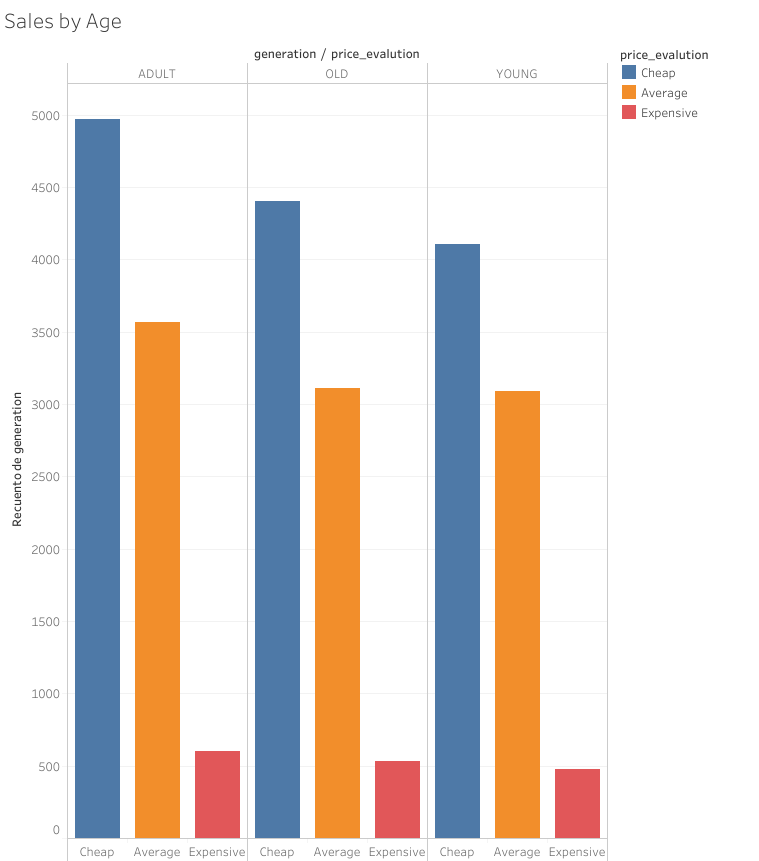 Sales by Age
generation / price_evalution
ADULT OLD YOUNG
price_evalution
Cheap
Average
Expensive
Recuento de generation
5000
4500
4000
3500
3000
2500
2000
1500
1000
500
0
Cheap Average Expensive Cheap Average Expensive Cheap Average Expensive